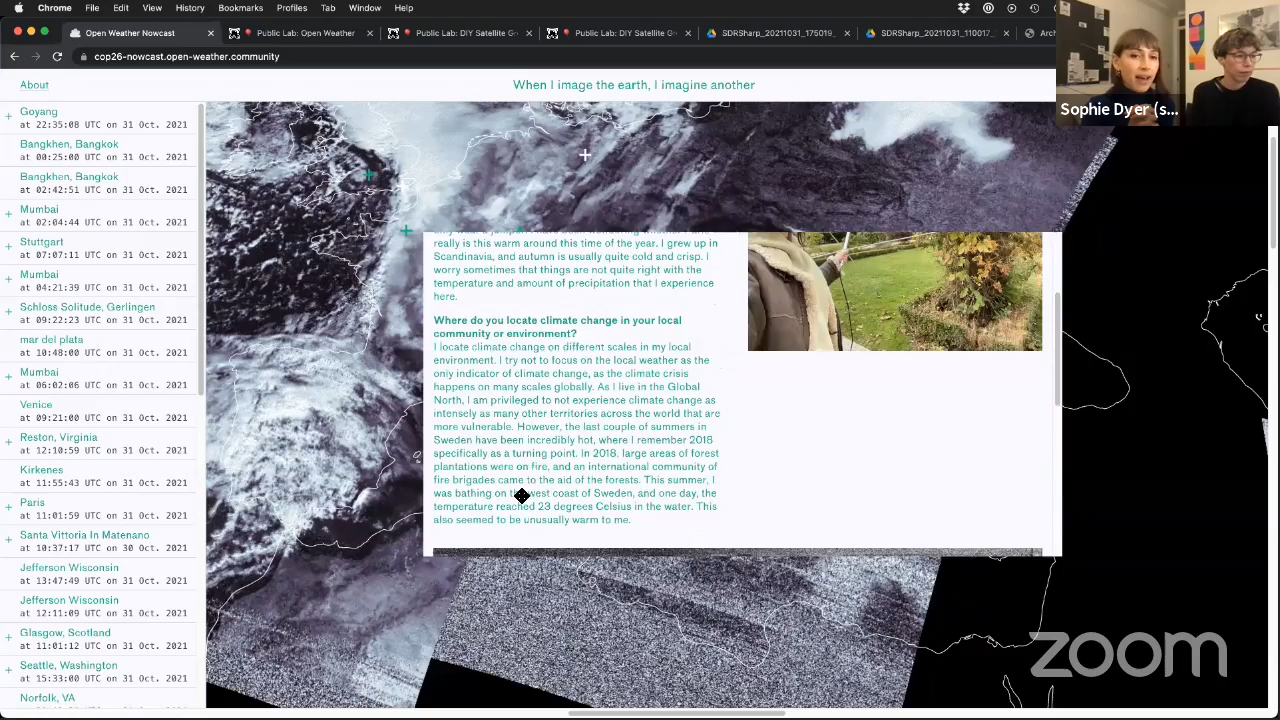 Chrome File Edit View History Bookmarks Profiles Tab Window Help
Open Weather Nowcast
Public Lab: Open Weather
Public Lab: DIY Satellite Gr
Public Lab: DIY Satellite Gr
SDRSharp_20211031_175019_
SDRSharp_20211031_110017_
Arch
cop26-nowcast.open-weather.community
About
When I image the earth, I imagine another
Sophie Dyer (s...
Goyang
at 22:35:08 UTC on 31 Oct. 2021
Bangkhen, Bangkok
at 00:25:00 UTC on 31 Oct. 2021
Bangkhen, Bangkok
at 02:42:51 UTC on 31 Oct. 2021
Mumbai
at 02:04:44 UTC on 31 Oct. 2021
Stuttgart
at 07:07:11 UTC on 31 Oct. 2021
Mumbai
at 04:21:39 UTC on 31 Oct. 2021
Schloss Solitude, Gerlingen
at 09:22:23 UTC on 31 Oct. 2021
mar del plata
at 10:48:00 UTC on 31 Oct. 2021
Mumbai
at 06:02:06 UTC on 31 Oct. 2021
Venice
at 09:21:00 UTC on 31 Oct. 2021
Reston, Virginia
at 12:10:59 UTC on 31 Oct. 2021
Kirkenes
at 11:55:43 UTC on 31 Oct. 2021
Paris
at 11:01:59 UTC on 31 Oct. 2021
Santa Vittoria In Matenano
at 10:37:17 UTC on 30 Oct. 2021
Jefferson Wisconsin
at 13:47:49 UTC on 31 Oct. 2021
Jefferson Wisconsin
at 12:11:09 UTC on 31 Oct. 2021
Glasgow, Scotland
at 11:01:12 UTC on 31 Oct. 2021
Seattle, Washington
at 15:33:00 UTC on 31 Oct. 2021
Norfolk, VA
really is this warm around this time of the year. I grew up in
Scandinavia, and autumn is usually quite cold and crisp. I
worry sometimes that things are not quite right with the
temperature and amount of precipitation that I experience
here.
Where do you locate climate change in your local
community or environment?
I locate climate change on different scales in my local
environment. I try not to focus on the local weather as the
only indicator of climate change, as the climate crisis
happens on many scales globally. As I live in the Global
North, I am privileged to not experience climate change as
intensely as many other territories across the world that are
more vulnerable. However, the last couple of summers in
Sweden have been incredibly hot, where I remember 2018
specifically as a turning point. In 2018, large areas of forest
plantations were on fire, and an international community of
fire brigades came to the aid of the forests. This summer, I
was bathing on the west coast of Sweden, and one day, the
temperature reached 23 degrees Celsius in the water. This
also seemed to be unusually warm to me.
zoom